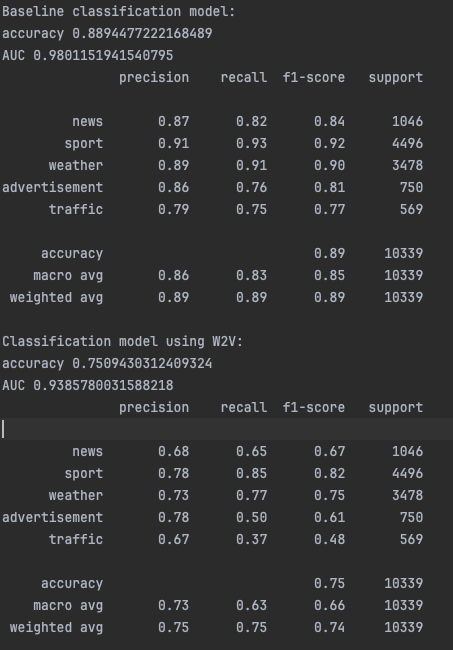 Baseline classification model:
accuracy 0.8894477222168489
AUC 0.9801151941540795
precision recall f1-score support
news 0.87 0.82 0.84 1046
sport 0.91 0.93 0.92 4496
weather 0.89 0.91 0.90 3478
advertisement 0.86 0.76 0.81 750
traffic 0.79 0.75 0.77 569
accuracy 0.89 10339
macro avg 0.86 0.83 0.85 10339
weighted avg 0.89 0.89 0.89 10339
Classification model using W2V:
accuracy 0.7509430312409324
AUC 0.9385780031588218
precision recall f1-score support
news 0.68 0.65 0.67 1046
sport 0.78 0.85 0.82 4496
weather 0.73 0.77 0.75 3478
advertisement 0.78 0.50 0.61 750
traffic 0.67 0.37 0.48 569
accuracy 0.75 10339
macro avg 0.73 0.63 0.66 10339
weighted avg 0.75 0.75 0.74 10339